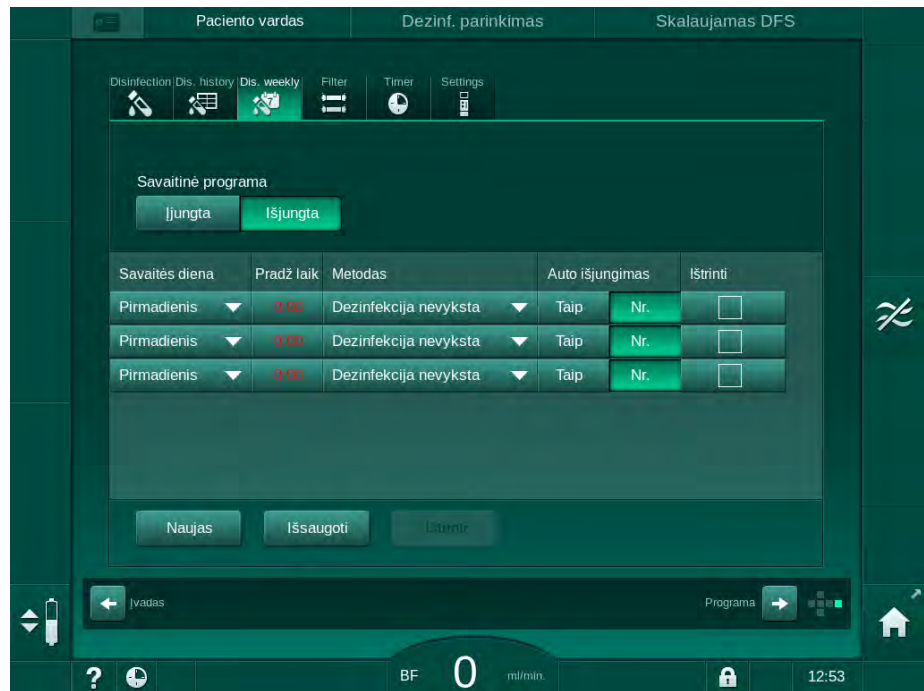 Paciento vardas Dezinf. parinkimas Skalaujamas DFS
Disinfection Dis. history Dis. weekly Filter Timer Settings
7
Savaitinė programa
Įjungta Išjungta
Savaitės diena Pradž laik Metodas Auto išjungimas Ištrinti
Pirmadienis 0:00 Dezinfekcija nevyksta Taip Nr.
Pirmadienis 0:00 Dezinfekcija nevyksta Taip Nr.
Pirmadienis 0:00 Dezinfekcija nevyksta Taip Nr.
Naujas Išsaugoti
Įvadas Programa
? BF 0 ml/min. 12:53